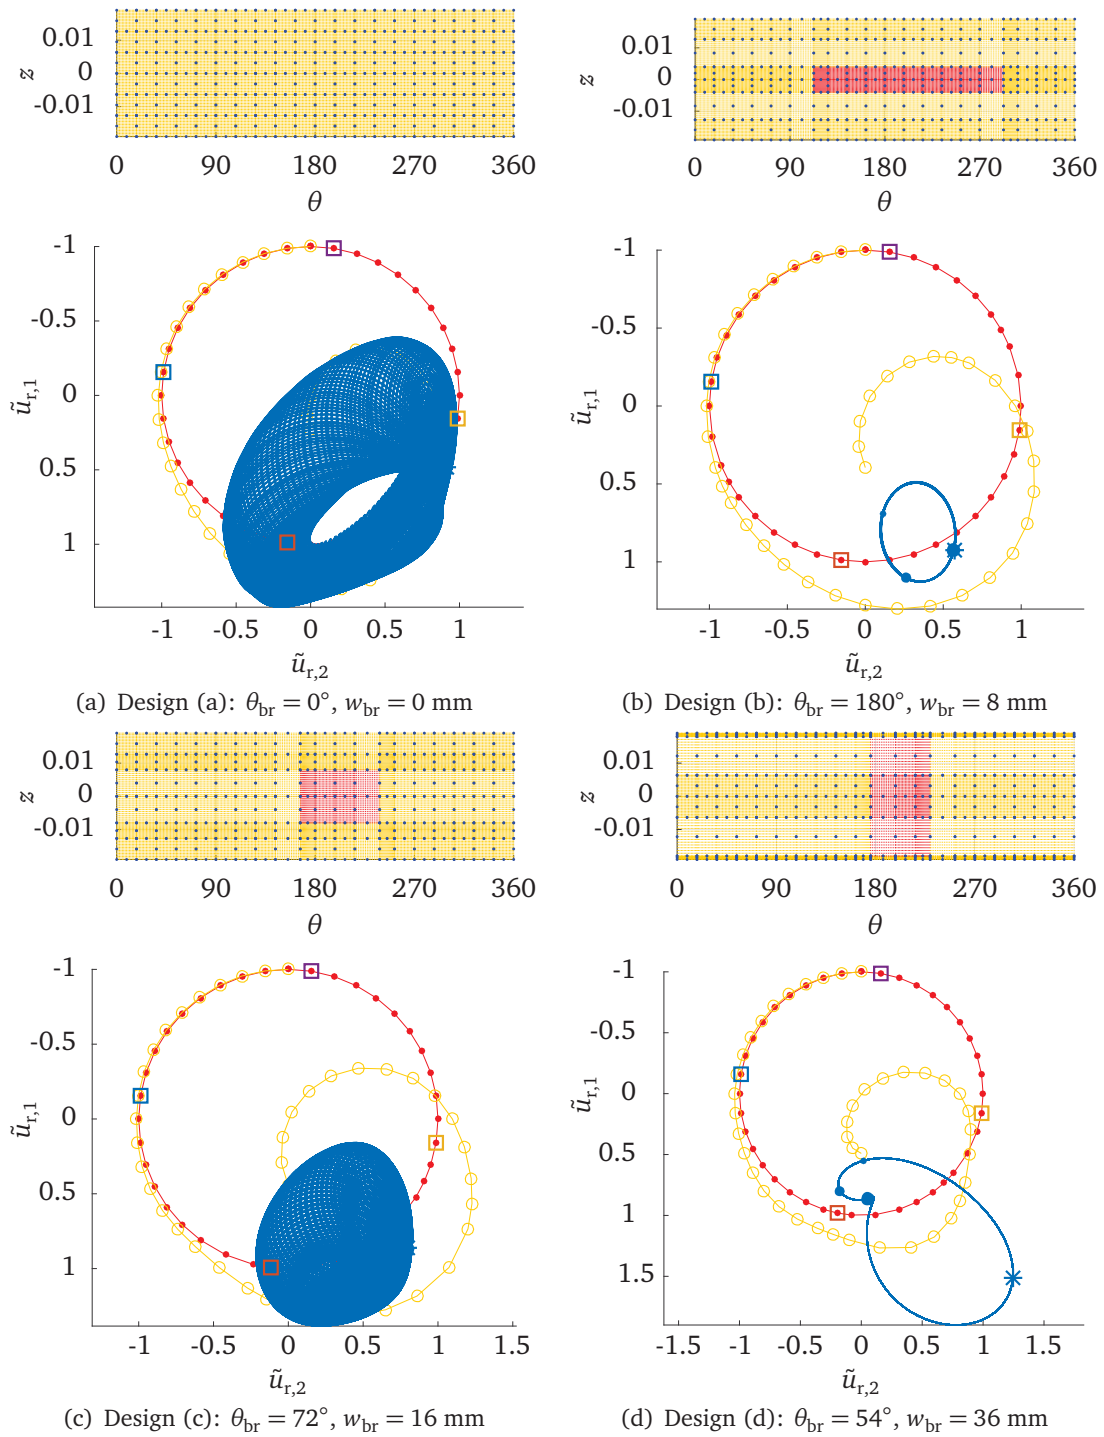 0.01
0
-0.01
z
0 90 180 270 360
θ
-1
-0.5
0
0.5
1
ũr,1
-1 -0.5 0 0.5 1
ũr,2
(a) Design (a): θbr = 0°, wbr = 0 mm
0.01
0
-0.01
z
0 90 180 270 360
θ
-1
-0.5
0
0.5
1
ũr,1
-1 -0.5 0 0.5 1
ũr,2
(b) Design (b): θbr = 180°, wbr = 8 mm
0.01
0
-0.01
z
0 90 180 270 360
θ
-1
-0.5
0
0.5
1
ũr,1
-1 -0.5 0 0.5 1 1.5
ũr,2
(c) Design (c): θbr = 72°, wbr = 16 mm
0.01
0
-0.01
z
0 90 180 270 360
θ
-1
-0.5
0
0.5
1
1.5
ũr,1
-1.5 -1 -0.5 0 0.5 1 1.5
ũr,2
(d) Design (d): θbr = 54°, wbr = 36 mm